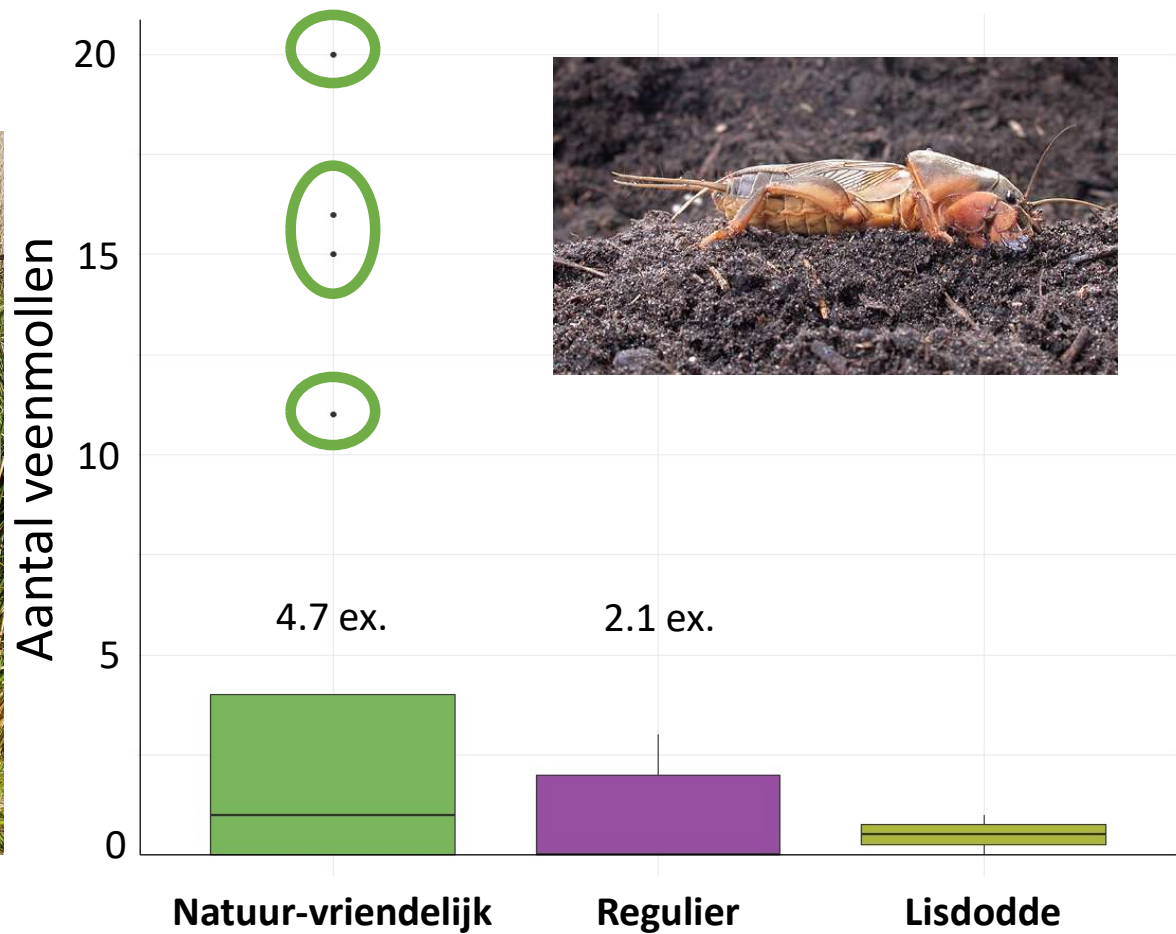 Aantal veenmollen
20
15
10
5
0
4.7 ex.
2.1 ex.
Natuur-vriendelijk
Regulier
Lisdodde